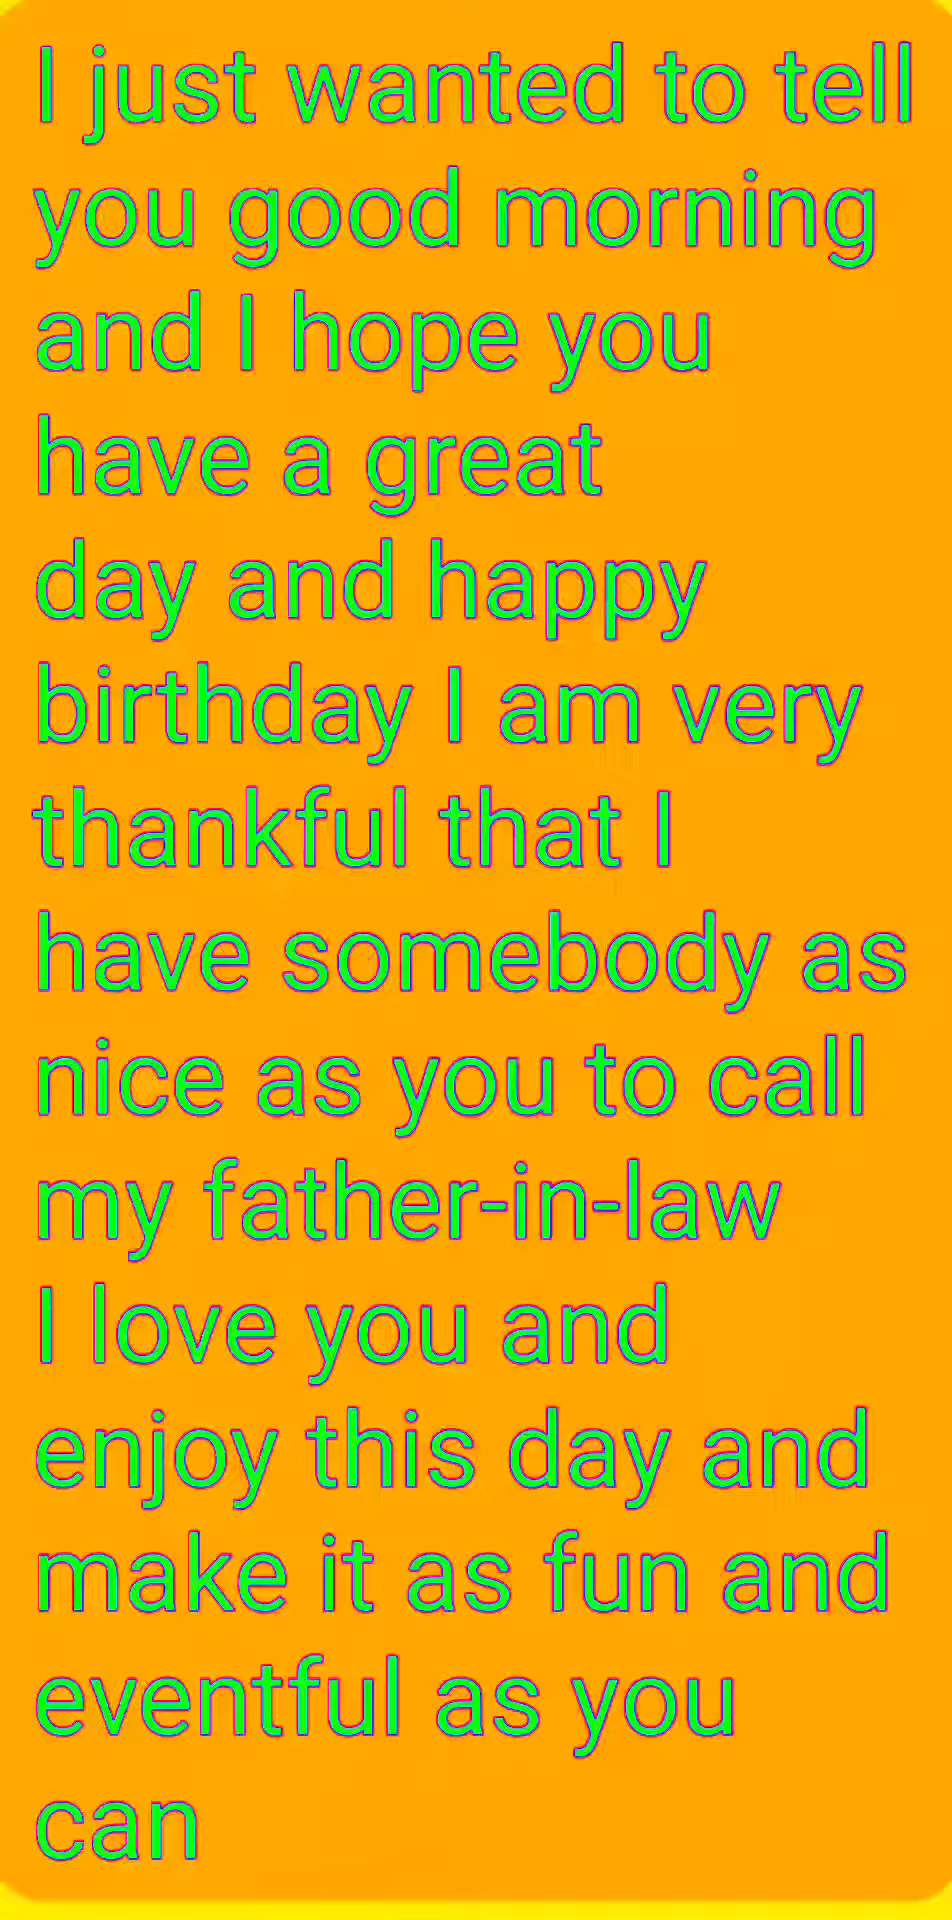 I just wanted to tell
you good morning
and I hope you
have a great
day and happy
birthday I am very
thankful that I
have somebody as
nice as you to call
my father-in-law
I love you and
enjoy this day and
make it as fun and
eventful as you
can